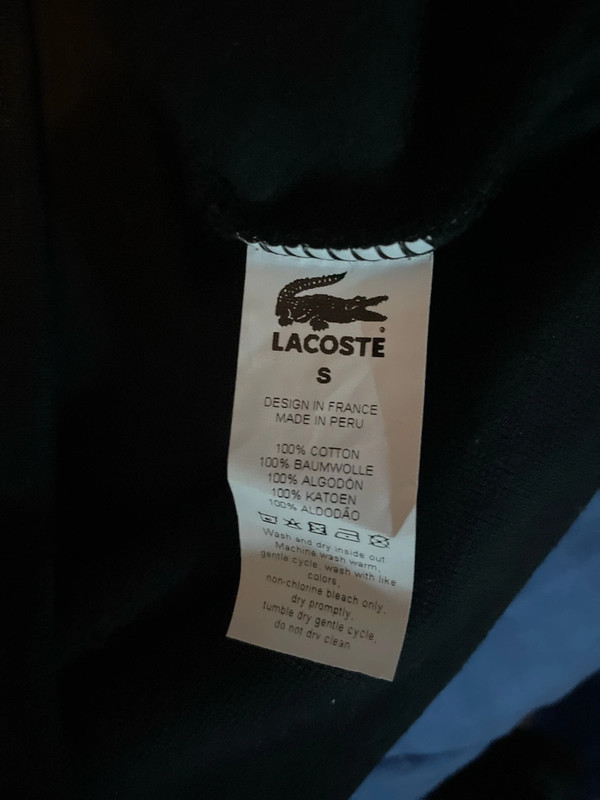 LACOSTE
S
DESIGN IN FRANCE
MADE IN PERU
100% COTTON
100% BAUMWOLLE
100% ALGODÓN
100% KATOEN
100% ALDODÃO
Wash and dry inside out.
Machine wash warm,
gentle cycle, wash with like
colors,
non-chlorine bleach only,
dry promptly,
tumble dry gentle cycle,
do not dry clean